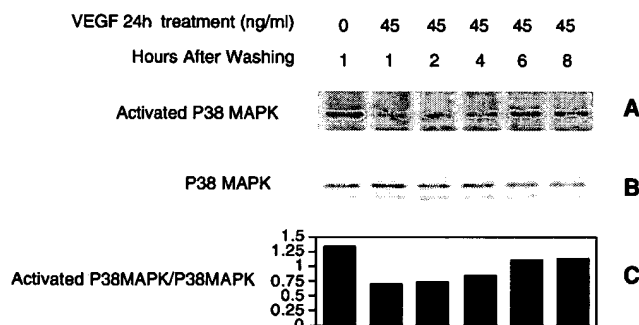 VEGF 24h treatment (ng/ml) 0 45 45 45 45 45
Hours After Washing 1 1 2 4 6 8
Activated P38 MAPK A
P38 MAPK B
1.5
1.25
1
Activated P38MAPK/P38MAPK 0.75 C
0.5
0.25
0